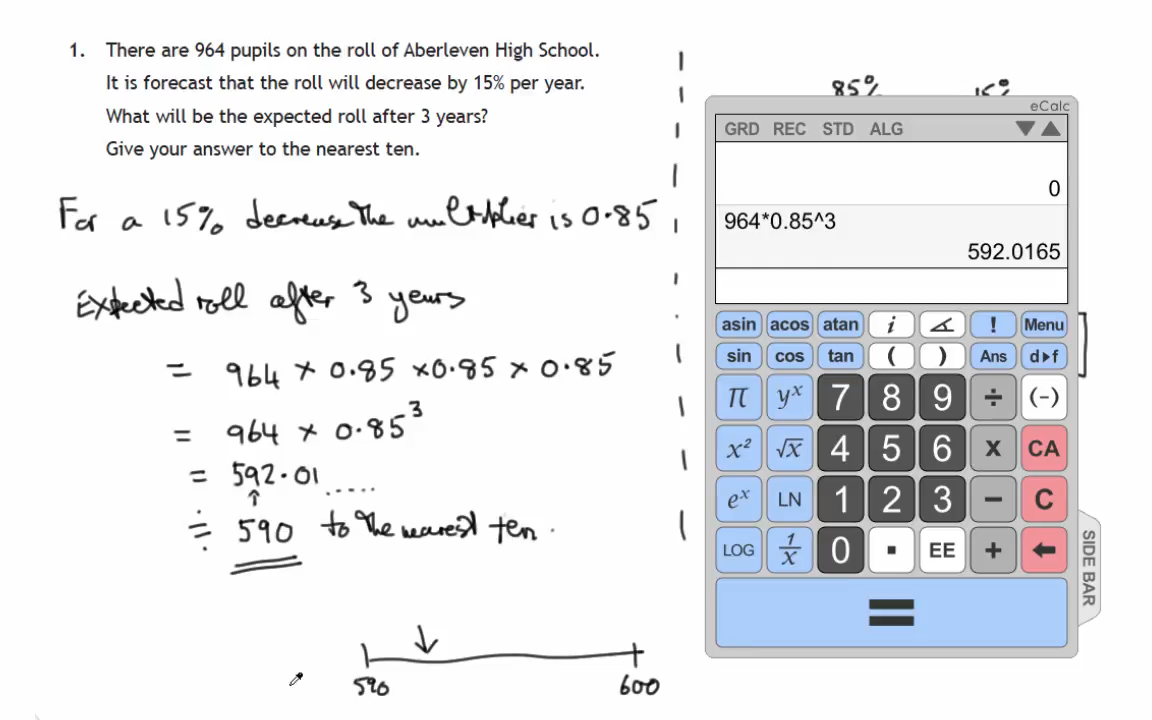 1. There are 964 pupils on the roll of Aberleven High School.
It is forecast that the roll will decrease by 15% per year.
What will be the expected roll after 3 years?
Give your answer to the nearest ten.
For a 15% decrease the multiplier is 0.85
Expected roll after 3 years
= 964 × 0.85 ×0.85 × 0.85
= 964 × 0.85³
= 592.01.....
↑
≑ 590 to the nearest ten.
590 600
85% 15%
eCalc
GRD REC STD ALG ▼▲
0
964*0.85^3
592.0165
asin acos atan i ∠ ! Menu
sin cos tan ( ) Ans d▸f
π yˣ 7 8 9 ÷ (-)
x² √x 4 5 6 x CA
eˣ LN 1 2 3 − C
LOG 1/X 0 . EE + ←
=
SIDE BAR